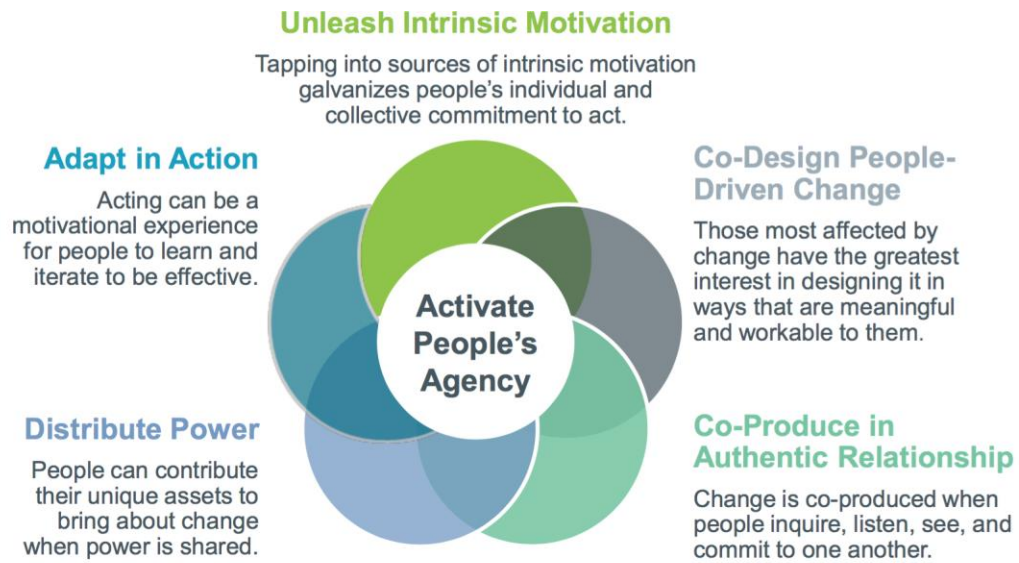 Unleash Intrinsic Motivation
Tapping into sources of intrinsic motivation
galvanizes people's individual and
collective commitment to act.
Adapt in Action
Acting can be a
motivational experience
for people to learn and
iterate to be effective.
Co-Design People-
Driven Change
Those most affected by
change have the greatest
interest in designing it in
ways that are meaningful
and workable to them.
Activate
People's
Agency
Distribute Power
People can contribute
their unique assets to
bring about change
when power is shared.
Co-Produce in
Authentic Relationship
Change is co-produced when
people inquire, listen, see, and
commit to one another.